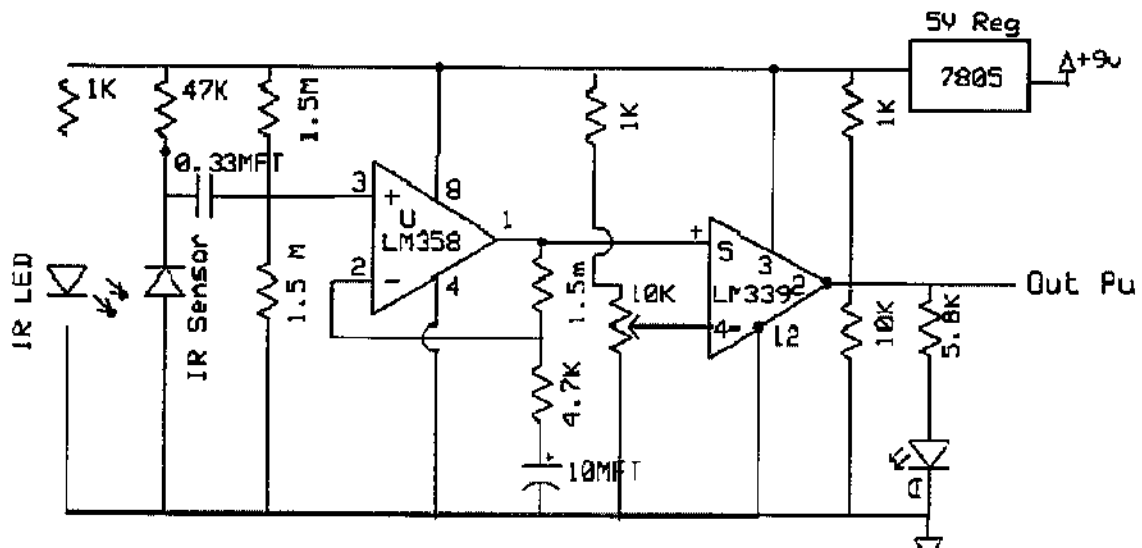 5V Reg
7805
+9v
1K
47K
1.5M
1K
1K
0.33MFT
3
+
8
U
LM358
1
2
-
4
+
5
3
2
LM339
4-
12
Out Pu
IR LED
IR Sensor
1.5 M
1.5m
10K
10K
5.8K
4.7K
+
10MFT